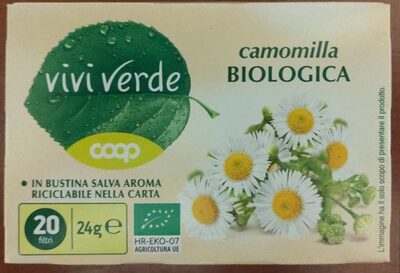 vivi verde
coop
camomilla
BIOLOGICA
• IN BUSTINA SALVA AROMA
RICICLABILE NELLA CARTA
20
filtri
24g e
HR-EKO-07
AGRICOLTURA UE
L'immagine ha il solo scopo di presentare il prodotto.